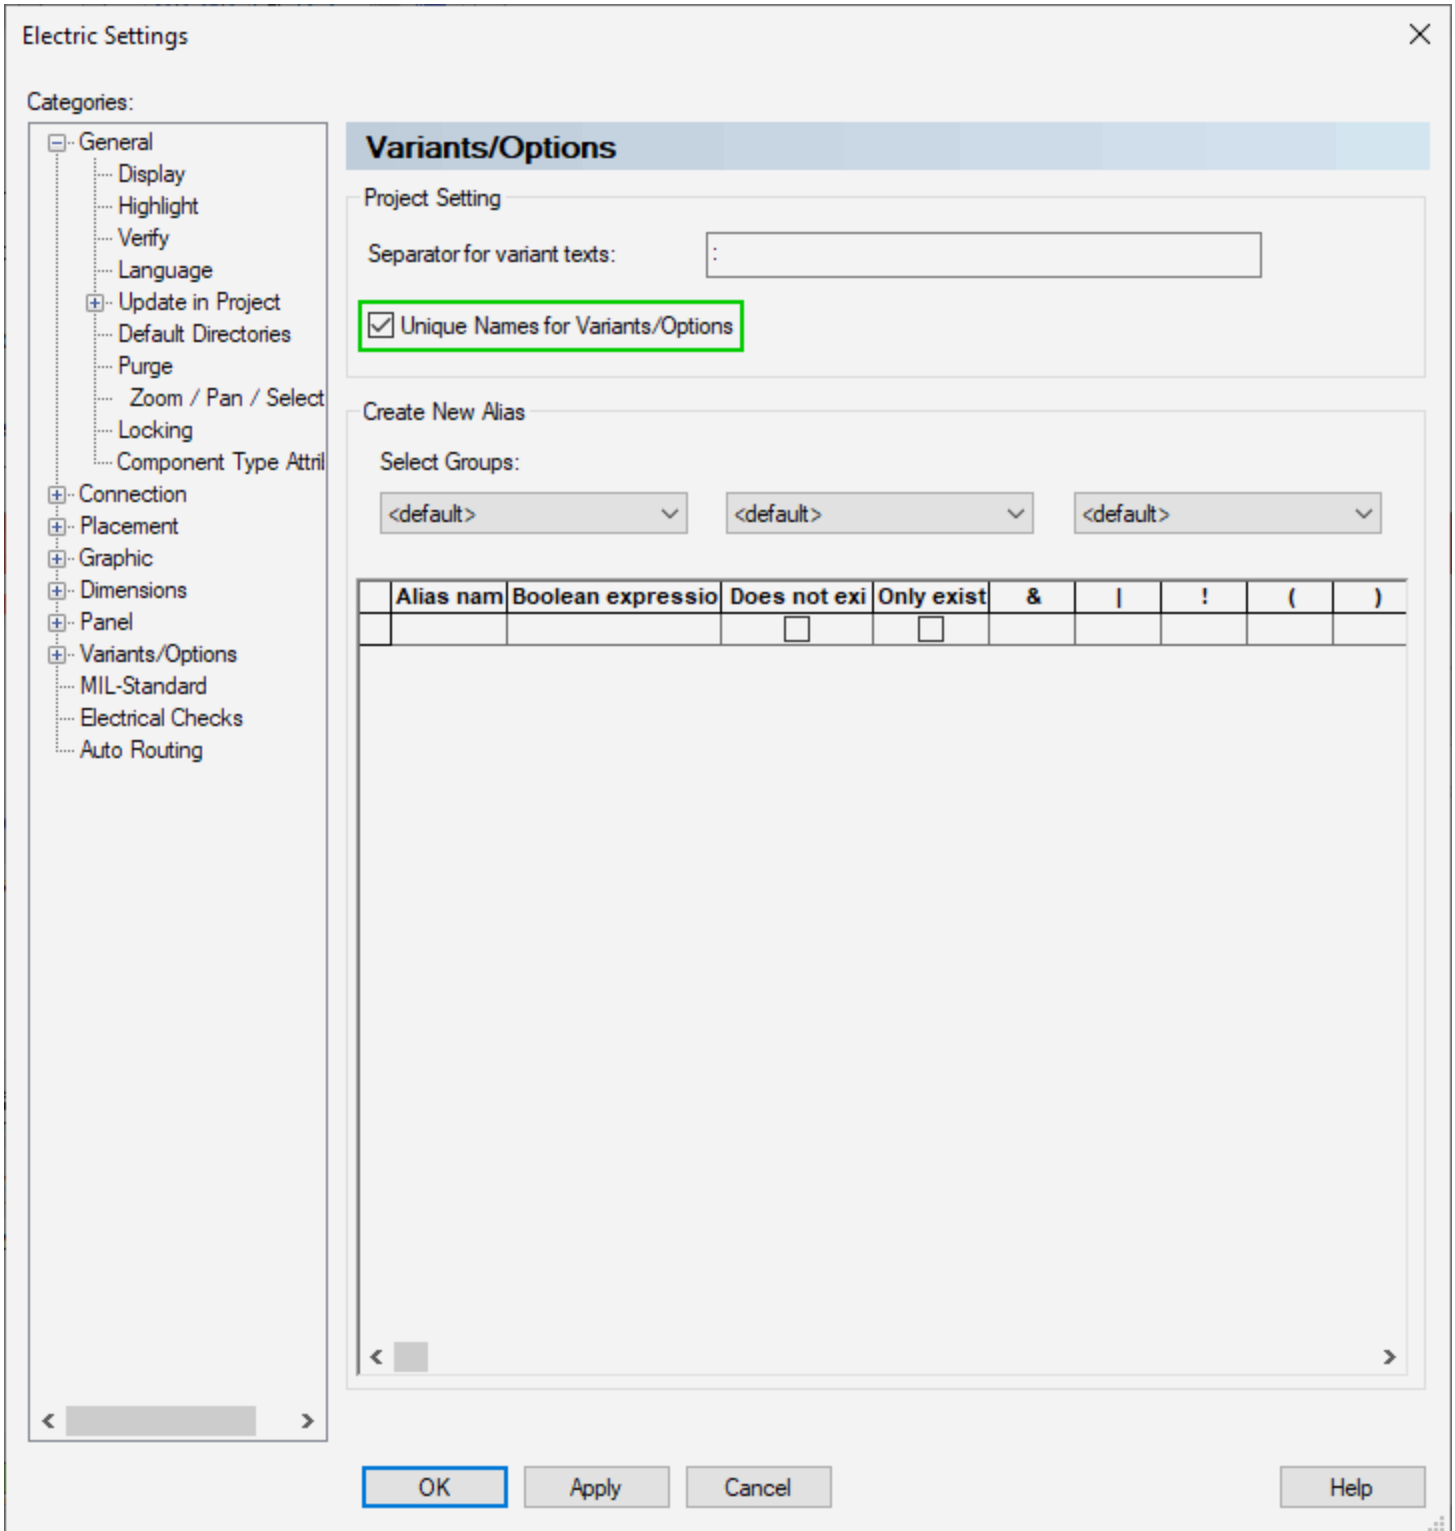 Electric Settings
Categories:
General
Display
Highlight
Verify
Language
Update in Project
Default Directories
Purge
Zoom / Pan / Select
Locking
Component Type Attril
Connection
Placement
Graphic
Dimensions
Panel
Variants/Options
MIL-Standard
Electrical Checks
Auto Routing
Variants/Options
Project Setting
Separator for variant texts: :
Unique Names for Variants/Options
Create New Alias
Select Groups:
<default> <default> <default>
Alias nam Boolean expressio Does not exi Only exist & | ! ( )
OK Apply Cancel Help